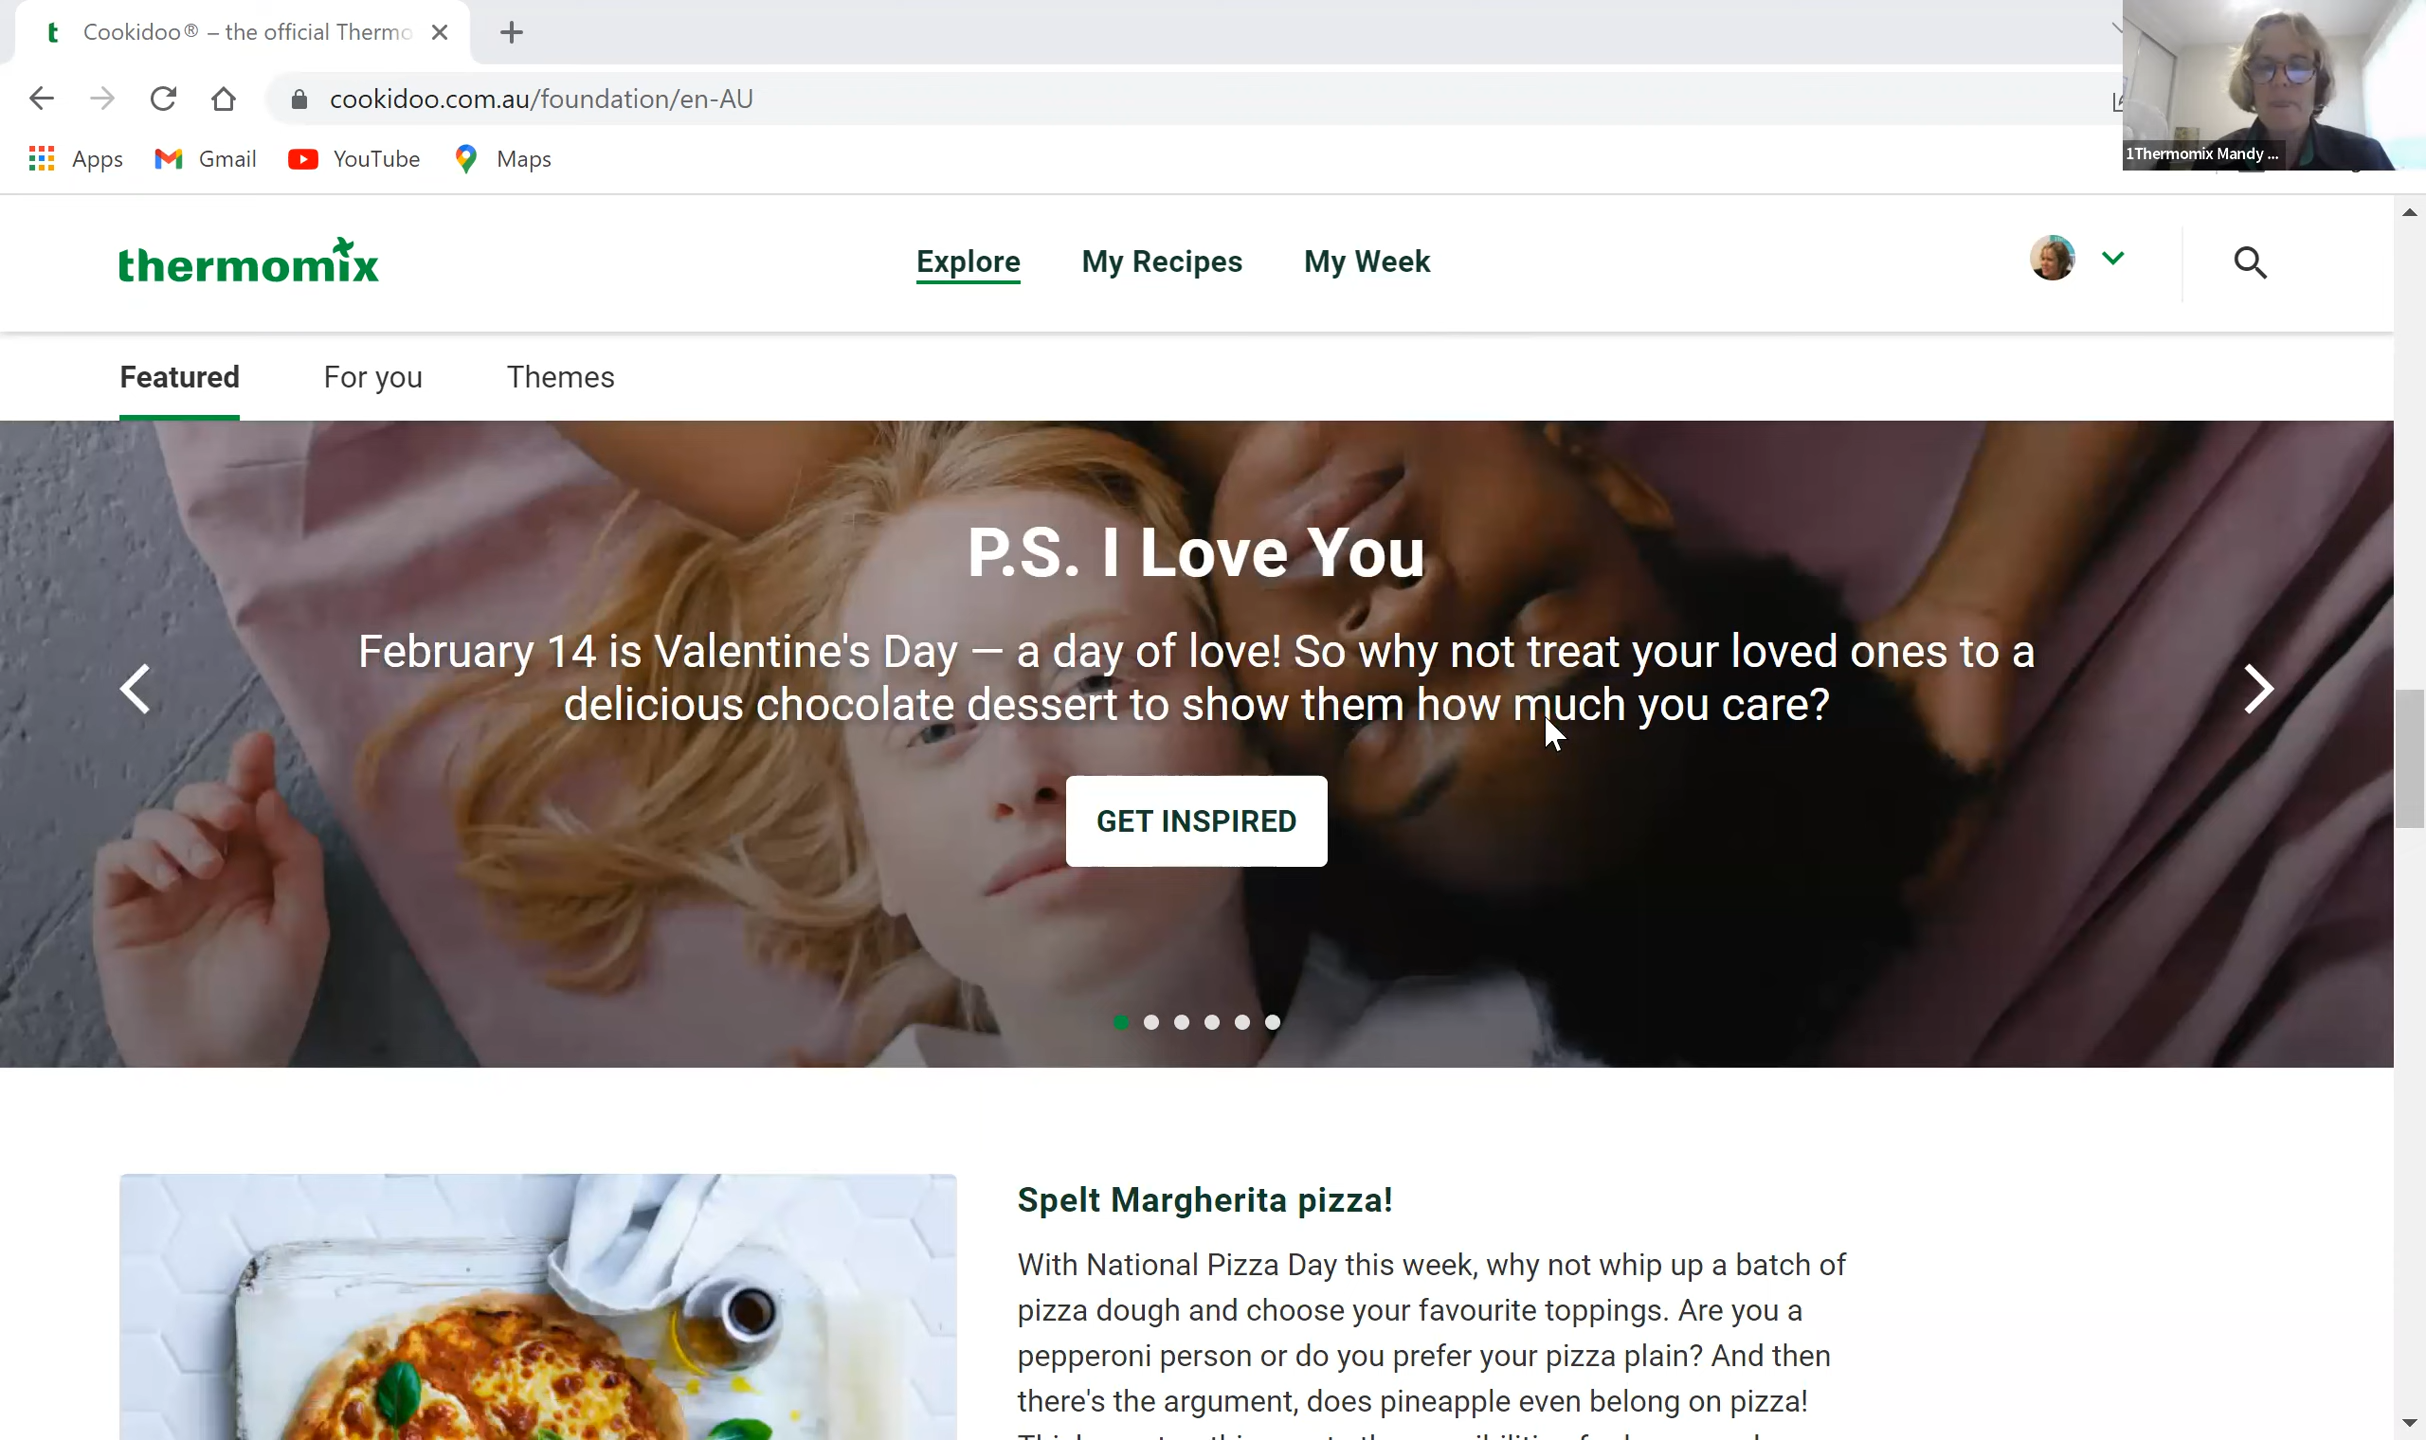 t Cookidoo® – the official Thermo
cookidoo.com.au/foundation/en-AU
Apps Gmail YouTube Maps
1Thermomix Mandy ...
thermomix
Explore My Recipes My Week
Featured For you Themes
P.S. I Love You
February 14 is Valentine's Day — a day of love! So why not treat your loved ones to a
delicious chocolate dessert to show them how much you care?
GET INSPIRED
Spelt Margherita pizza!
With National Pizza Day this week, why not whip up a batch of
pizza dough and choose your favourite toppings. Are you a
pepperoni person or do you prefer your pizza plain? And then
there's the argument, does pineapple even belong on pizza!